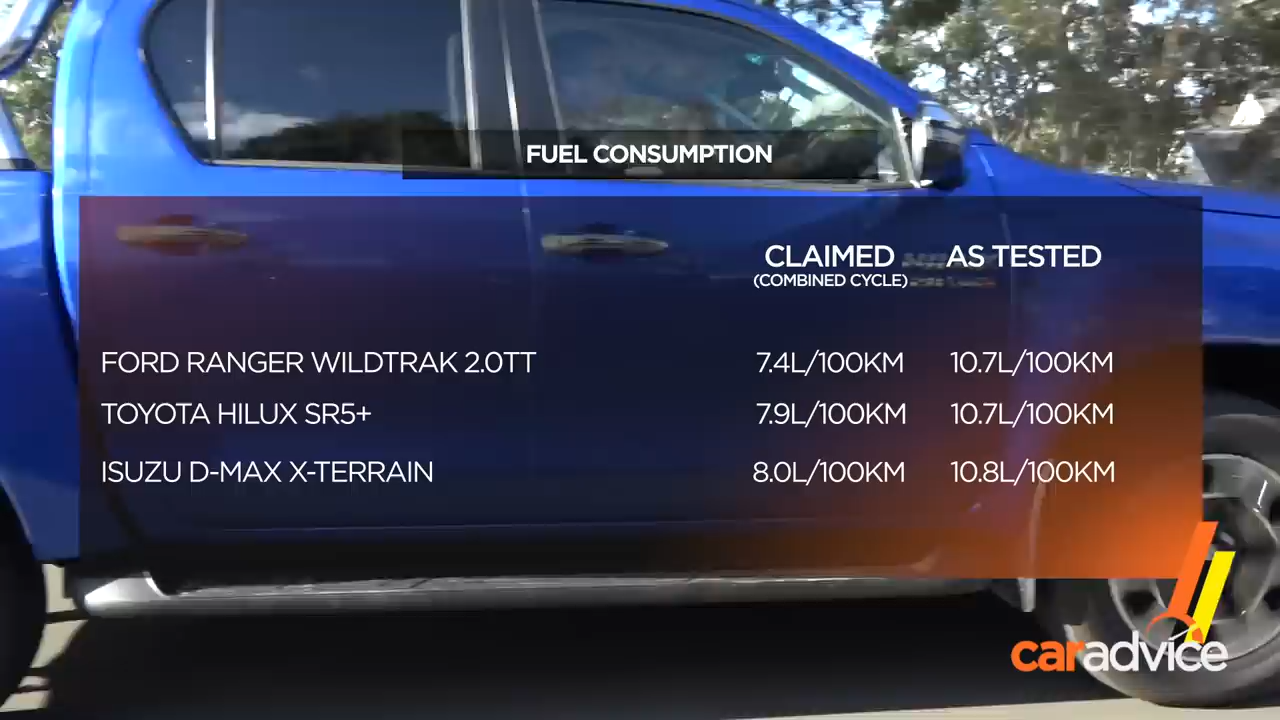 FUEL CONSUMPTION
CLAIMED AS TESTED
(COMBINED CYCLE)
FORD RANGER WILDTRAK 2.0TT 7.4L/100KM 10.7L/100KM
TOYOTA HILUX SR5+ 7.9L/100KM 10.7L/100KM
ISUZU D-MAX X-TERRAIN 8.0L/100KM 10.8L/100KM
caradvice